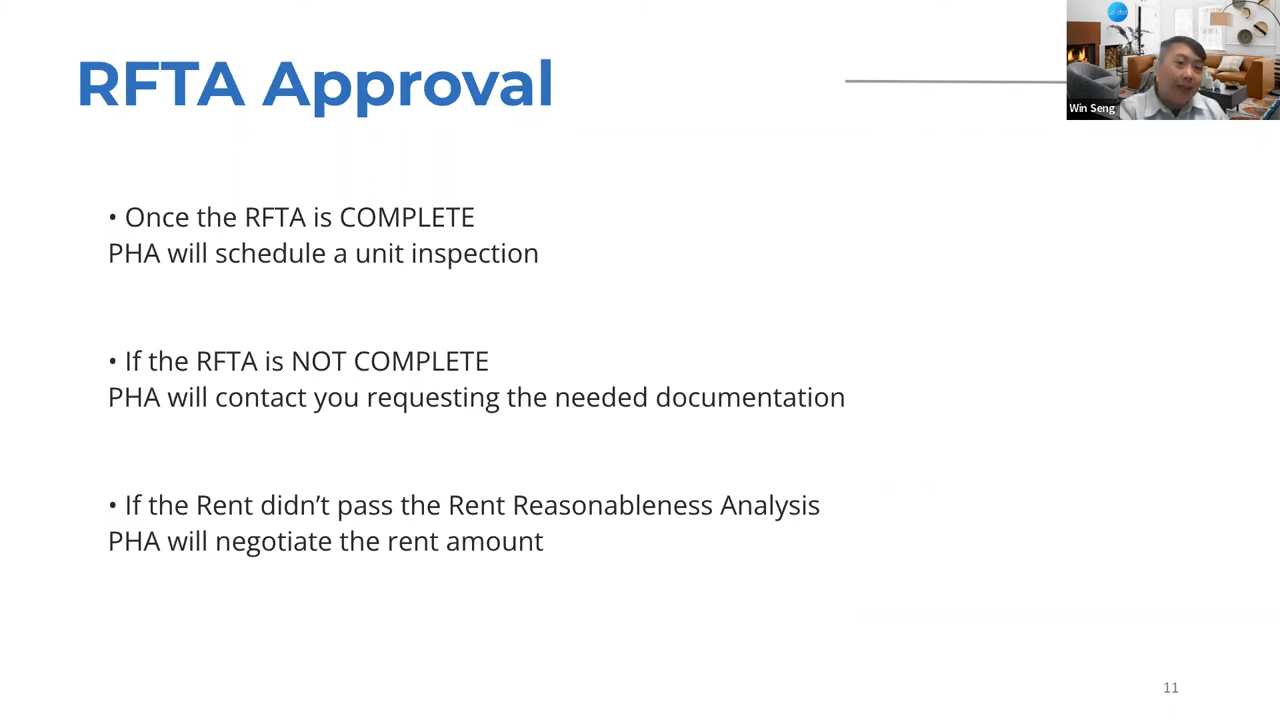 RFTA Approval
Win Seng
• Once the RFTA is COMPLETE
PHA will schedule a unit inspection
• If the RFTA is NOT COMPLETE
PHA will contact you requesting the needed documentation
• If the Rent didn’t pass the Rent Reasonableness Analysis
PHA will negotiate the rent amount
11